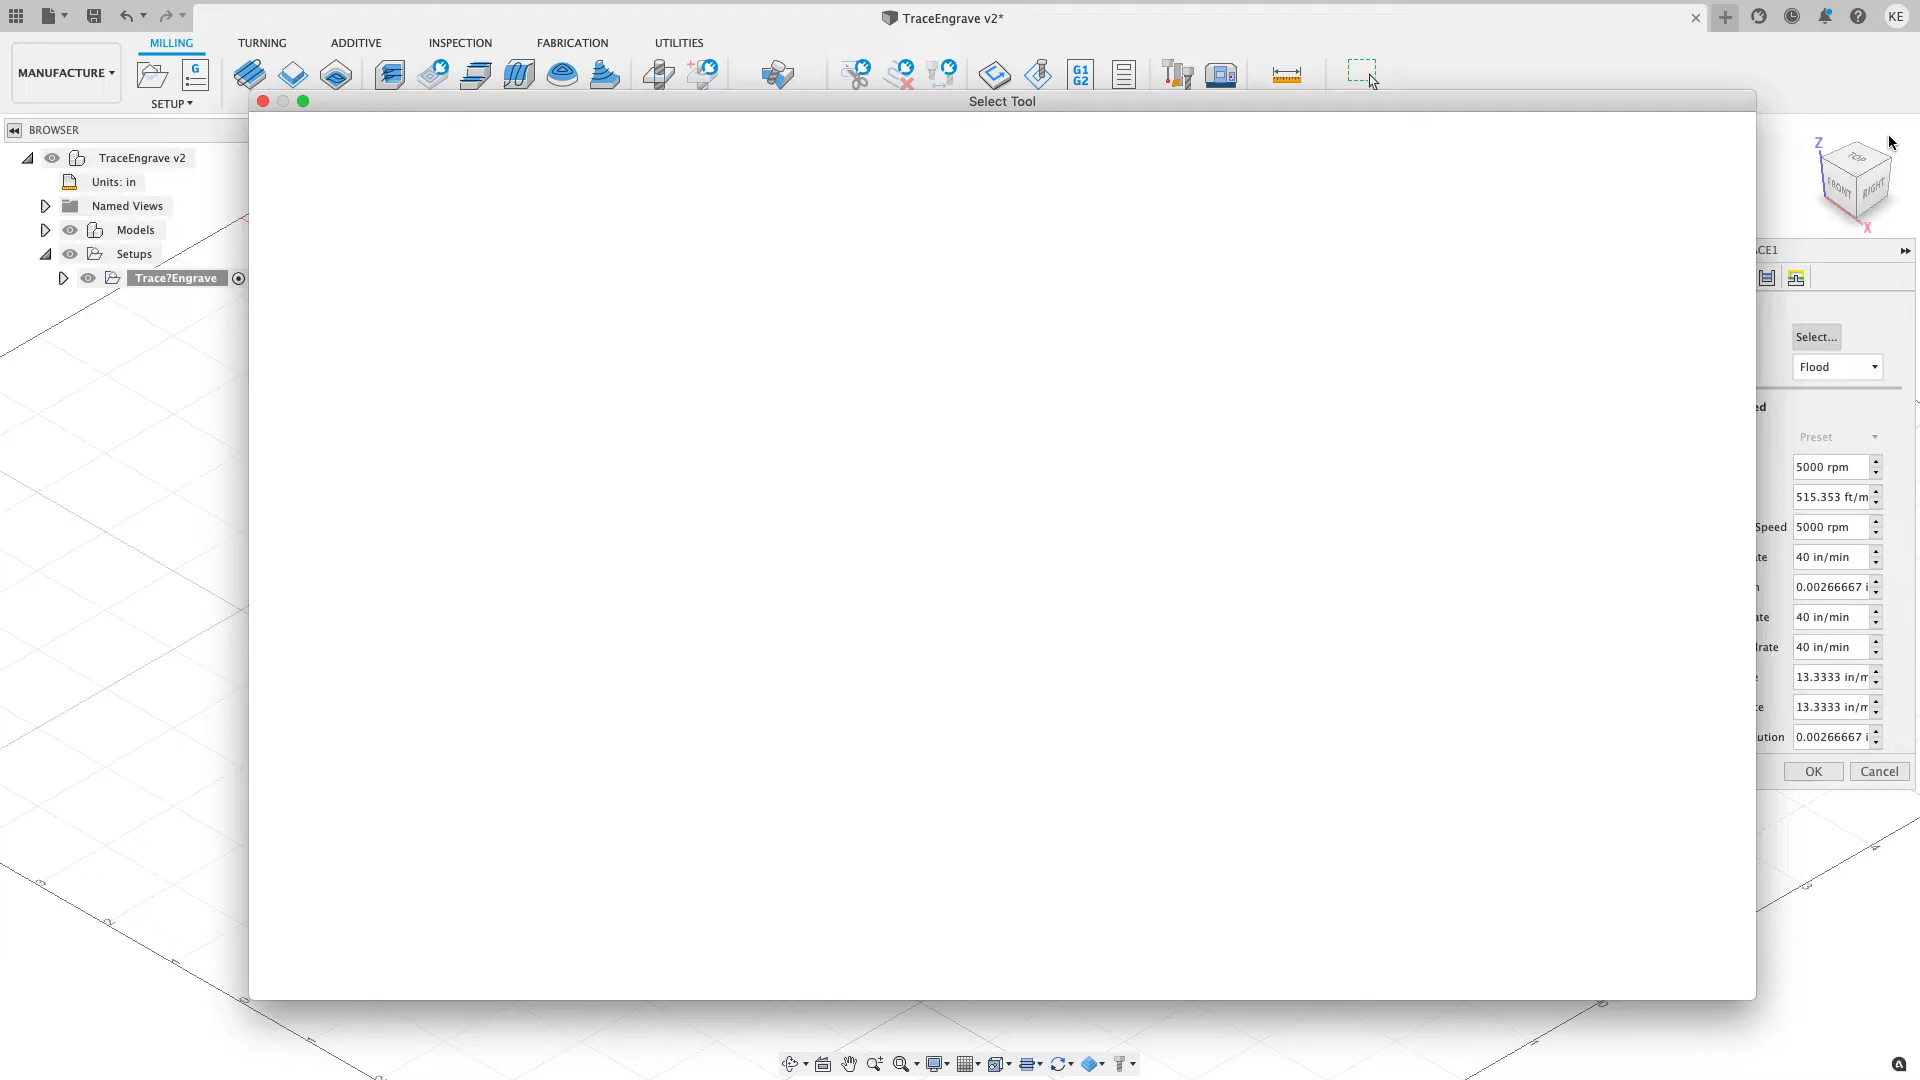 TraceEngrave v2*
KE
MILLING
TURNING
ADDITIVE
INSPECTION
FABRICATION
UTILITIES
MANUFACTURE
G
G1
G2
SETUP
Select Tool
BROWSER
TraceEngrave v2
Units: in
Named Views
Models
Setups
Trace?Engrave
Z
TOP
FRONT
RIGHT
X
CE1
Select...
Flood
ed
Preset
5000 rpm
515.353 ft/m
Speed 5000 rpm
te 40 in/min
0.00266667 i
ate 40 in/min
rate 40 in/min
e 13.3333 in/m
te 13.3333 in/m
ution 0.00266667 i
OK
Cancel